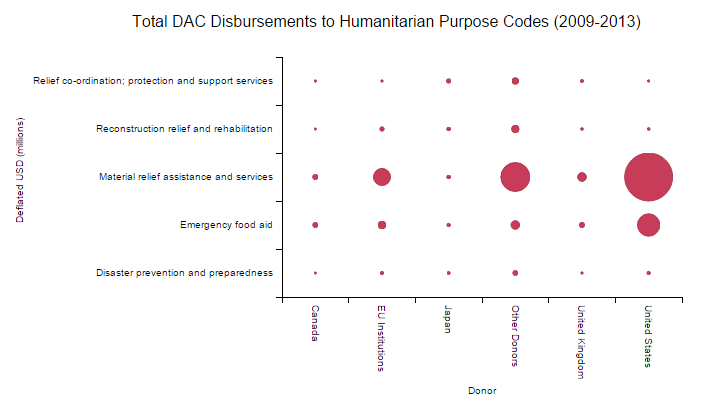 Total DAC Disbursements to Humanitarian Purpose Codes (2009-2013)
Deflated USD (millions)
Relief co-ordination; protection and support services
Reconstruction relief and rehabilitation
Material relief assistance and services
Emergency food aid
Disaster prevention and preparedness
Canada
EU Institutions
Japan
Other Donors
United Kingdom
United States
Donor